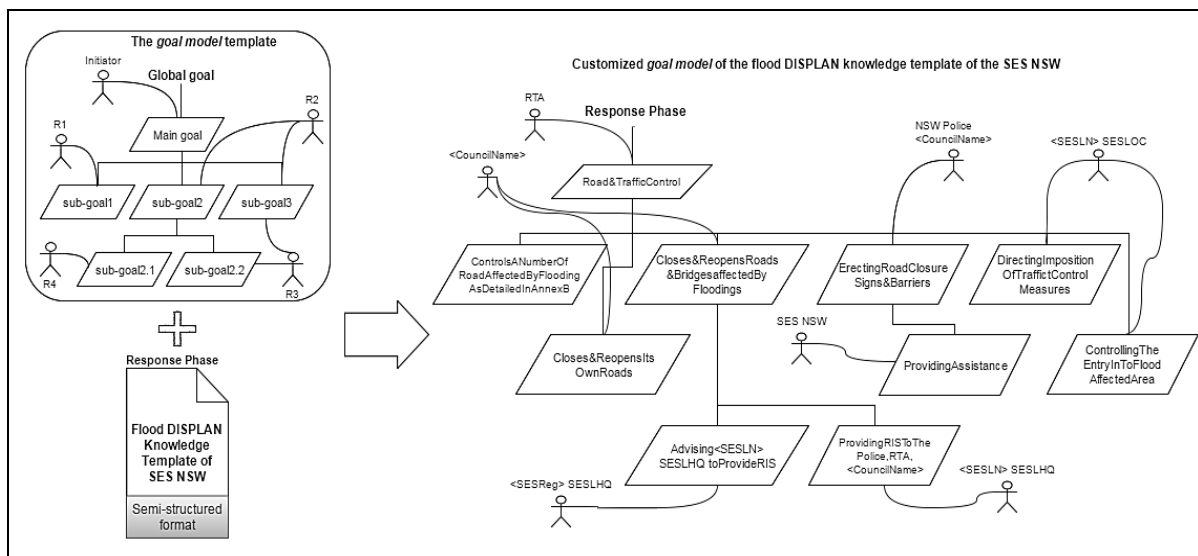 The goal model template
Initiator
Global goal
R2
R1
Main goal
sub-goal1
sub-goal2
sub-goal3
sub-goal2.1
sub-goal2.2
R4
R3
Response Phase
Flood DISPLAN
Knowledge
Template of
SES NSW
Semi-structured
format
Customized goal model of the flood DISPLAN knowledge template of the SES NSW
RTA
Response Phase
NSW Police
<CouncilName>
<SESLN> SESLOC
<CouncilName>
Road&TrafficControl
ControlsANumberOf
RoadAffectedByFlooding
AsDetailedInAnnexB
Closes&ReopensRoads
&BridgesaffectedBy
Floodings
ErectingRoadClosure
Signs&Barriers
DirectingImposition
OfTraffictControl
Measures
SES NSW
Closes&ReopensIts
OwnRoads
ProvidingAssistance
ControllingThe
EntryInToFlood
AffectedArea
Advising<SESLN>
SESLHQ toProvideRIS
ProvidingRISToThe
Police,RTA,
<CouncilName>
<SESReg> SESLHQ
<SESLN> SESLHQ